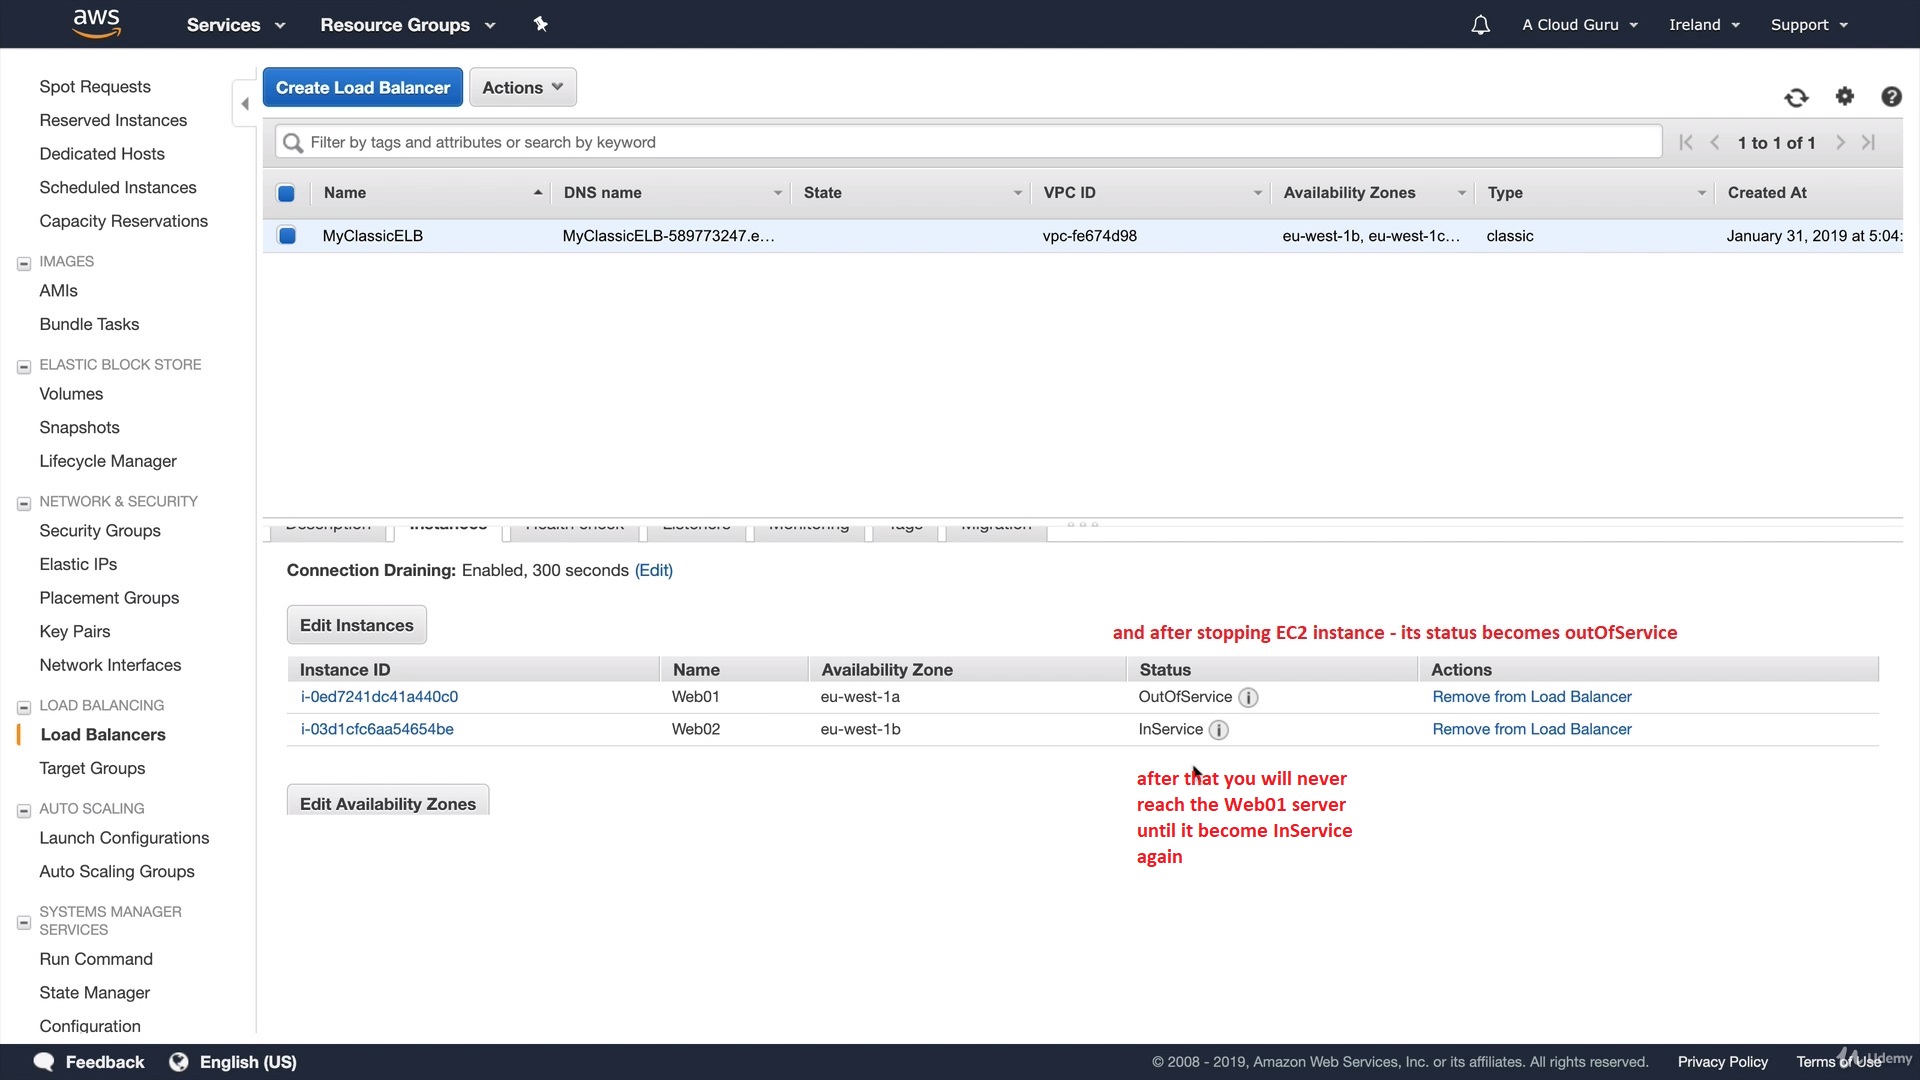 aws Services Resource Groups A Cloud Guru Ireland Support
Spot Requests
Reserved Instances
Dedicated Hosts
Scheduled Instances
Capacity Reservations
IMAGES
AMIs
Bundle Tasks
ELASTIC BLOCK STORE
Volumes
Snapshots
Lifecycle Manager
NETWORK & SECURITY
Security Groups
Elastic IPs
Placement Groups
Key Pairs
Network Interfaces
LOAD BALANCING
Load Balancers
Target Groups
AUTO SCALING
Launch Configurations
Auto Scaling Groups
SYSTEMS MANAGER
SERVICES
Run Command
State Manager
Configuration
Create Load Balancer Actions
Filter by tags and attributes or search by keyword 1 to 1 of 1
Name DNS name State VPC ID Availability Zones Type Created At
MyClassicELB MyClassicELB-589773247.e... vpc-fe674d98 eu-west-1b, eu-west-1c... classic January 31, 2019 at 5:04:
Description Instances Health check Listeners Monitoring Tags Migration
Connection Draining: Enabled, 300 seconds (Edit)
Edit Instances
and after stopping EC2 instance - its status becomes outOfService
Instance ID Name Availability Zone Status Actions
i-0ed7241dc41a440c0 Web01 eu-west-1a OutOfService Remove from Load Balancer
i-03d1cfc6aa54654be Web02 eu-west-1b InService Remove from Load Balancer
Edit Availability Zones
after that you will never
reach the Web01 server
until it become InService
again
Feedback English (US) © 2008 - 2019, Amazon Web Services, Inc. or its affiliates. All rights reserved. Privacy Policy Terms of Use
Udemy